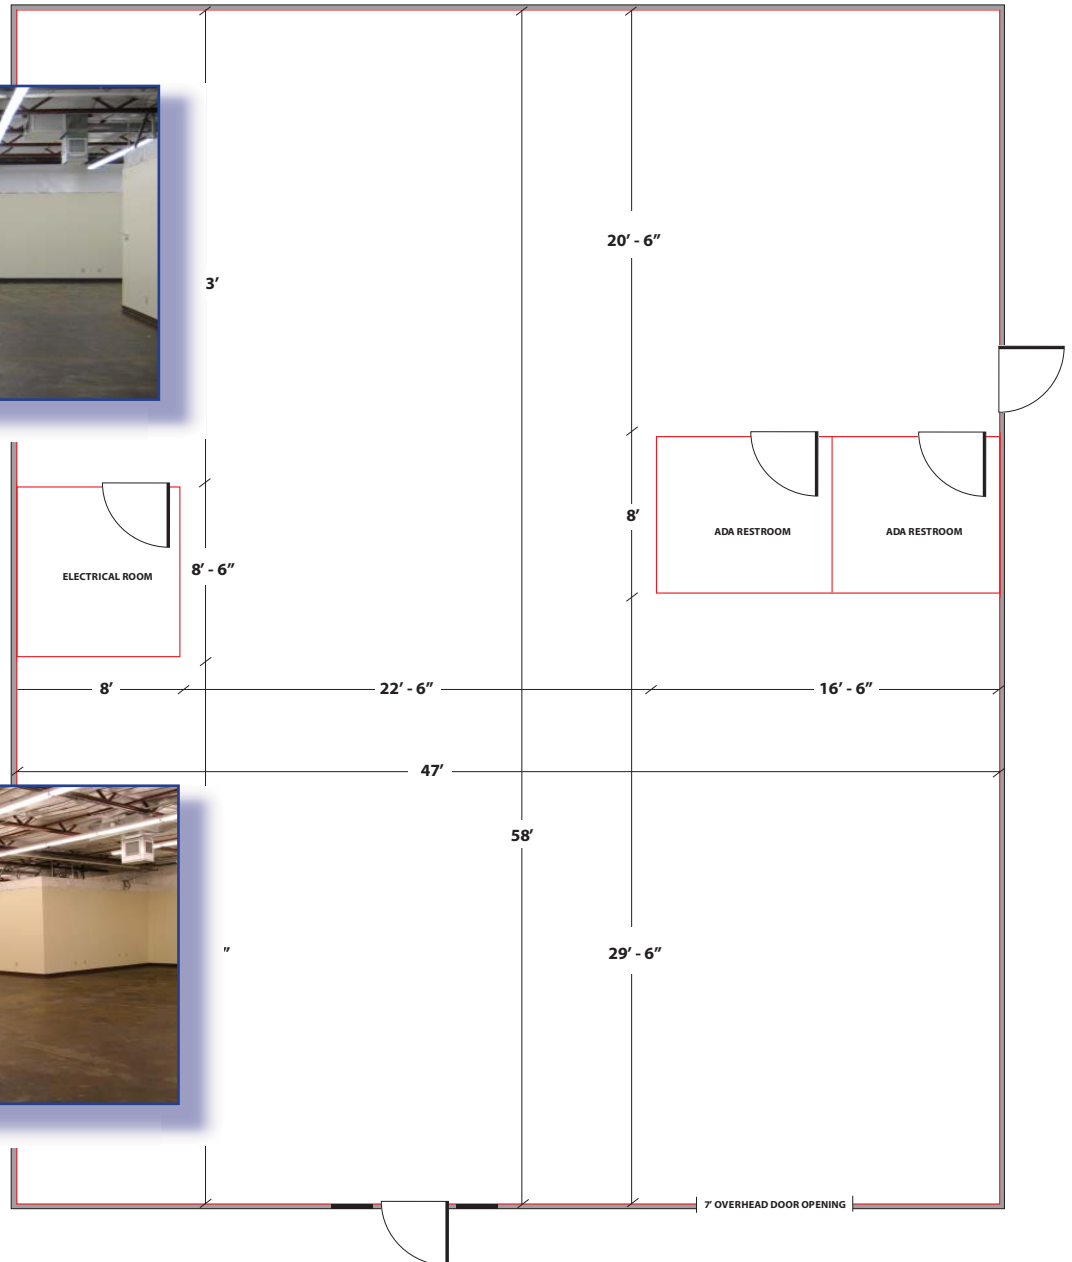 20’ - 6”
3’
8’
ADA RESTROOM
ADA RESTROOM
8’ - 6”
ELECTRICAL ROOM
8’
22’ - 6”
16’ - 6”
47’
58’
”
29’ - 6”
7’ OVERHEAD DOOR OPENING